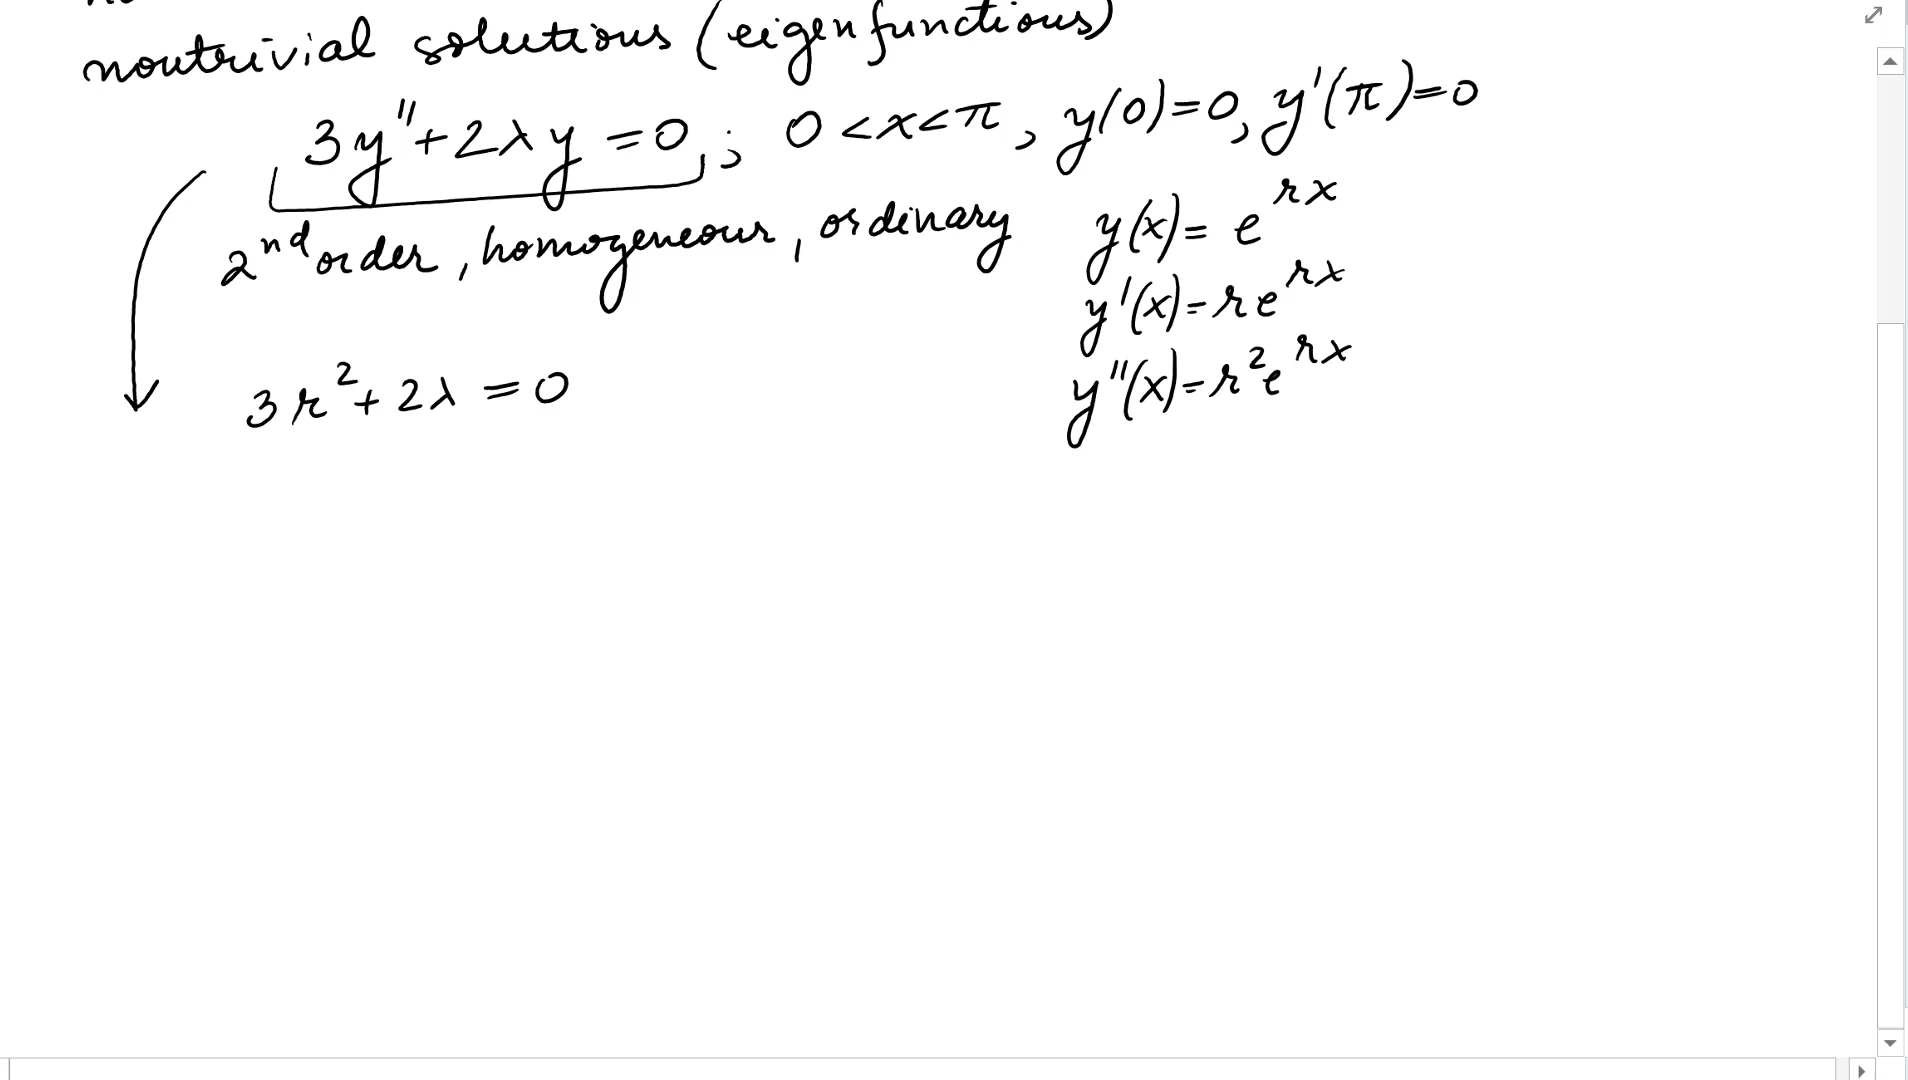 nontrivial solutions (eigenfunctions)
3y'' + 2λy = 0 ; 0 < x < π , y(0) = 0, y'(π) = 0
2nd order, homogeneous, ordinary
y(x) = e^rx
y'(x) = re^rx
y''(x) = r²e^rx
3r² + 2λ = 0